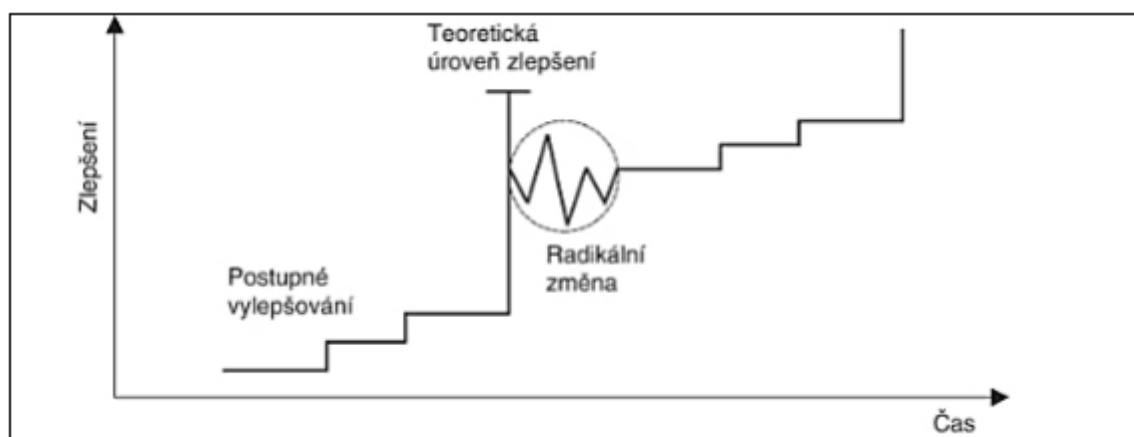 Teoretická
úroveň zlepšení
Zlepšení
Postupné
vylepšování
Radikální
změna
Čas